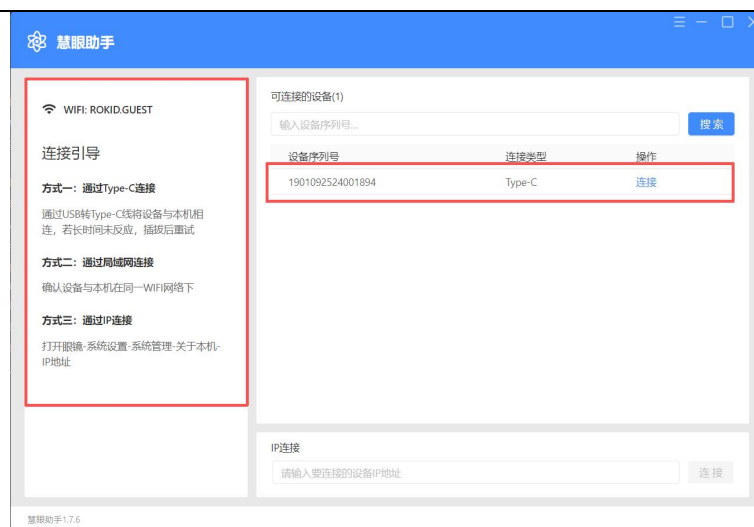 慧眼助手
WIFI: ROKID.GUEST
连接引导
方式一：通过Type-C连接
通过USB转Type-C线将设备与本机相
连，若长时间未反应，插拔后重试
方式二：通过局域网连接
确认设备与本机在同一WIFI网络下
方式三：通过IP连接
打开眼镜-系统设置-系统管理-关于本机-
IP地址
可连接的设备(1)
输入设备序列号...
搜索
设备序列号 连接类型 操作
1901092524001894 Type-C 连接
IP连接
请输入要连接的设备IP地址
连接
慧眼助手1.7.6